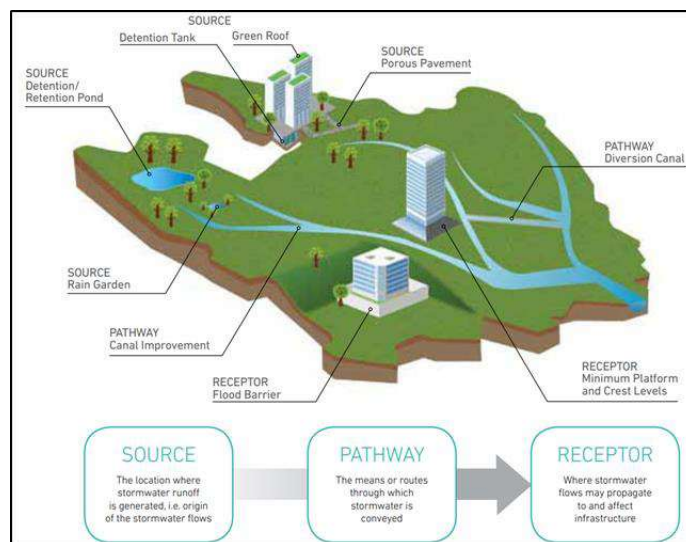 SOURCE
Detention Tank
Green Roof
SOURCE
Porous Pavement
SOURCE
Detention/
Retention Pond
PATHWAY
Diversion Canal
SOURCE
Rain Garden
PATHWAY
Canal Improvement
RECEPTOR
Flood Barrier
RECEPTOR
Minimum Platform
and Crest Levels
SOURCE
The location where
stormwater runoff
is generated, i.e. origin
of the stormwater flows
PATHWAY
The means or routes
through which
stormwater is
conveyed
RECEPTOR
Where stormwater
flows may propagate
to and affect
infrastructure